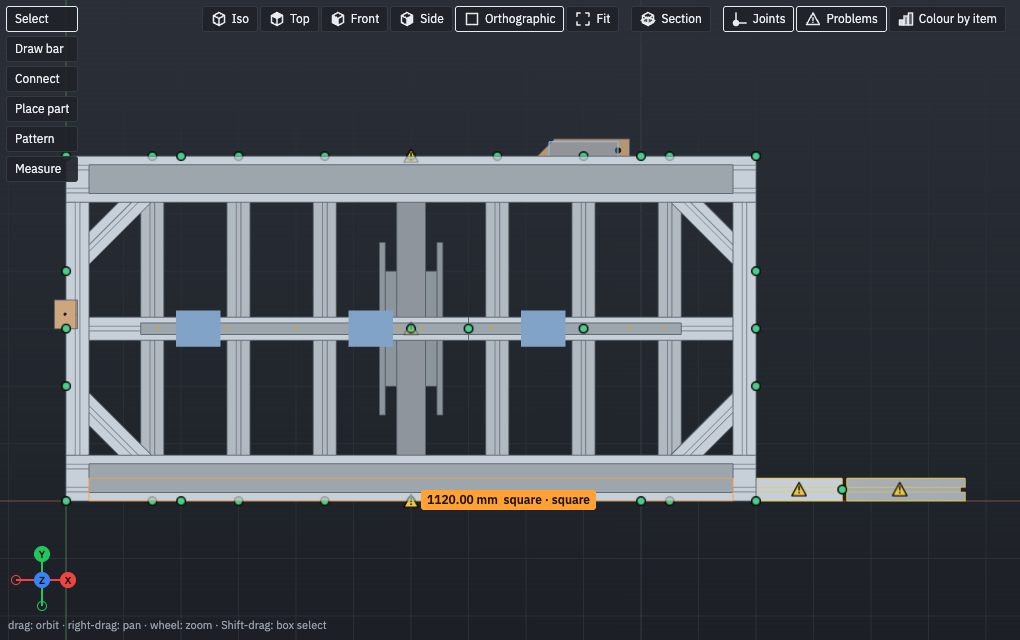 Select
Iso
Top
Front
Side
Orthographic
Fit
Section
Joints
Problems
Colour by item
Draw bar
Connect
Place part
Pattern
Measure
1120.00 mm square · square
Y
Z
X
drag: orbit · right-drag: pan · wheel: zoom · Shift-drag: box select